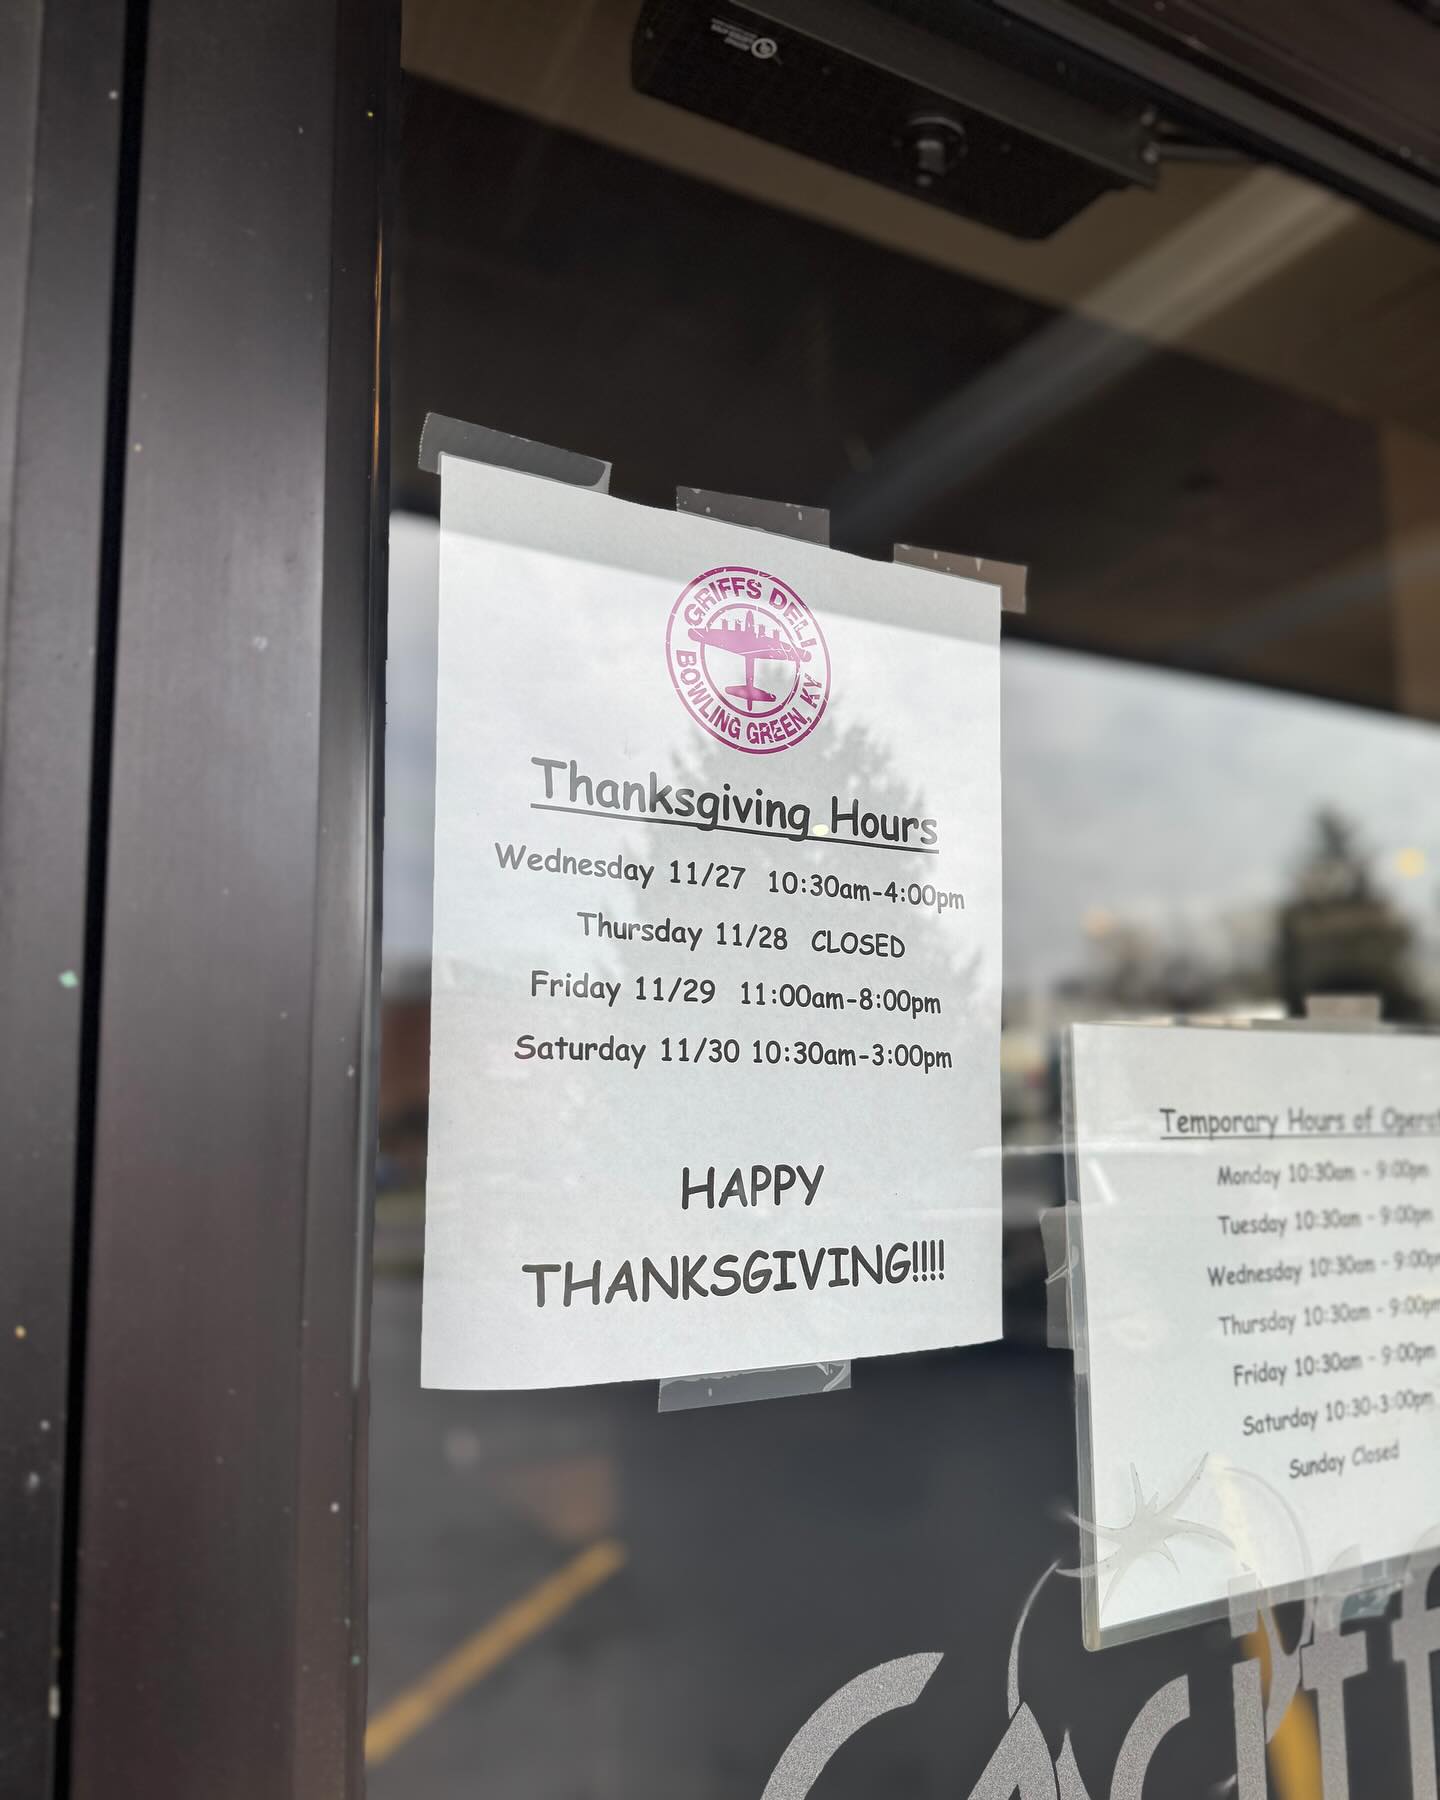 GRIFFS DELI
BOWLING GREEN, KY
Thanksgiving Hours
Wednesday 11/27 10:30am-4:00pm
Thursday 11/28 CLOSED
Friday 11/29 11:00am-8:00pm
Saturday 11/30 10:30am-3:00pm
HAPPY
THANKSGIVING!!!!
Temporary Hours of
Monday 10:30am - 9:00pm
Tuesday 10:30am - 9:00pm
Wednesday 10:30am - 9:00pm
Thursday 10:30am - 9:00pm
Friday 10:30am - 9:00pm
Saturday 10:30-3:00pm
Sunday Closed